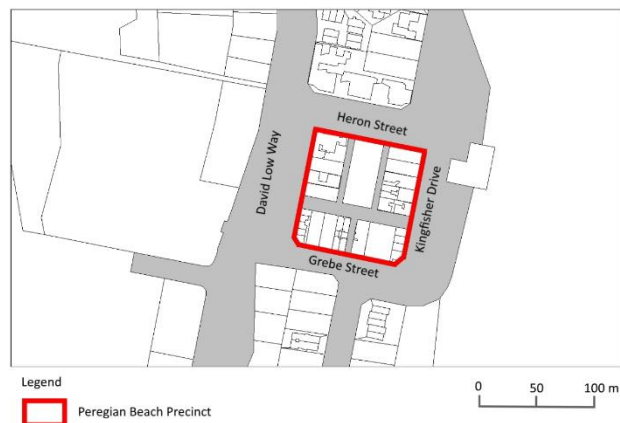 Heron Street
David Low Way
Kingfisher Drive
Grebe Street
Legend
Peregian Beach Precinct
0 50 100 m